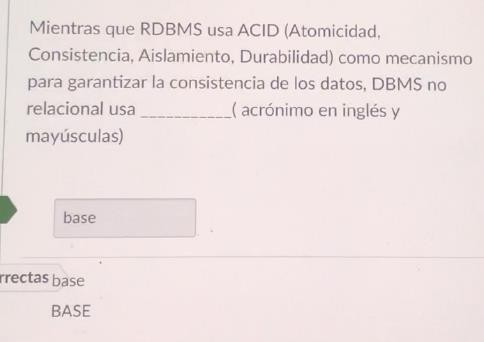 Mientras que RDBMS usa ACID (Atomicidad,
Consistencia, Aislamiento, Durabilidad) como mecanismo
para garantizar la consistencia de los datos, DBMS no
relacional usa ___________( acrónimo en inglés y
mayúsculas)
base
rrectas base
BASE